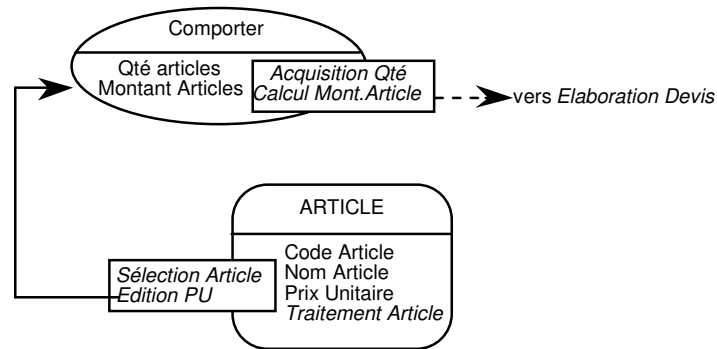 Comporter
Qté articles
Montant Articles
Acquisition Qté
Calcul Mont.Article
vers Elaboration Devis
ARTICLE
Code Article
Nom Article
Prix Unitaire
Traitement Article
Sélection Article
Edition PU